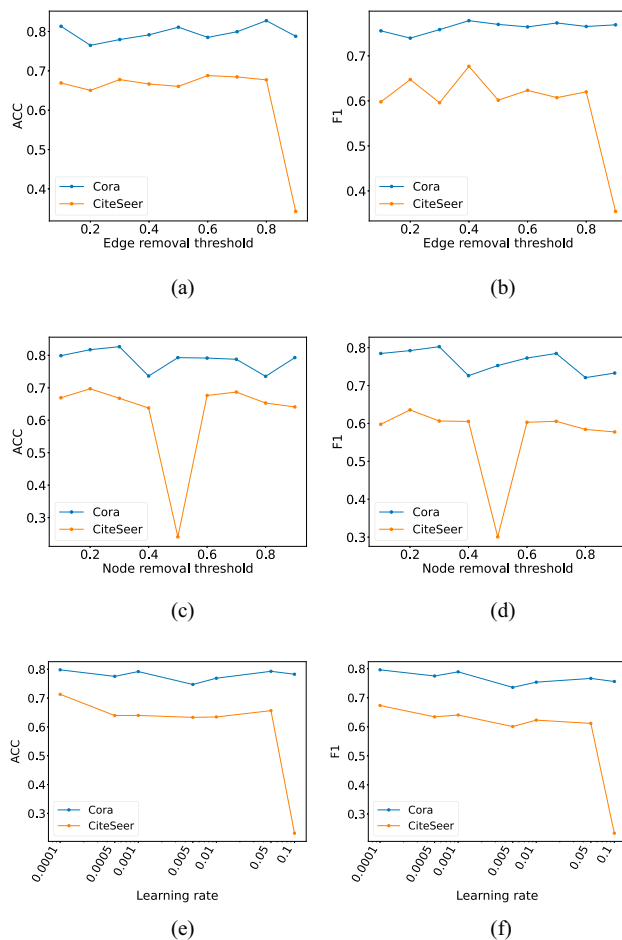 ACC
0.8
0.7
0.6
0.5
0.4
Cora
CiteSeer
0.2 0.4 0.6 0.8
Edge removal threshold
(a)
F1
0.7
0.6
0.5
0.4
Cora
CiteSeer
0.2 0.4 0.6 0.8
Edge removal threshold
(b)
ACC
0.8
0.7
0.6
0.5
0.4
0.3
Cora
CiteSeer
0.2 0.4 0.6 0.8
Node removal threshold
(c)
F1
0.8
0.7
0.6
0.5
0.4
0.3
Cora
CiteSeer
0.2 0.4 0.6 0.8
Node removal threshold
(d)
ACC
0.8
0.7
0.6
0.5
0.4
0.3
Cora
CiteSeer
0.0001 0.0005 0.001 0.005 0.01 0.05 0.1
Learning rate
(e)
F1
0.8
0.7
0.6
0.5
0.4
0.3
Cora
CiteSeer
0.0001 0.0005 0.001 0.005 0.01 0.05 0.1
Learning rate
(f)